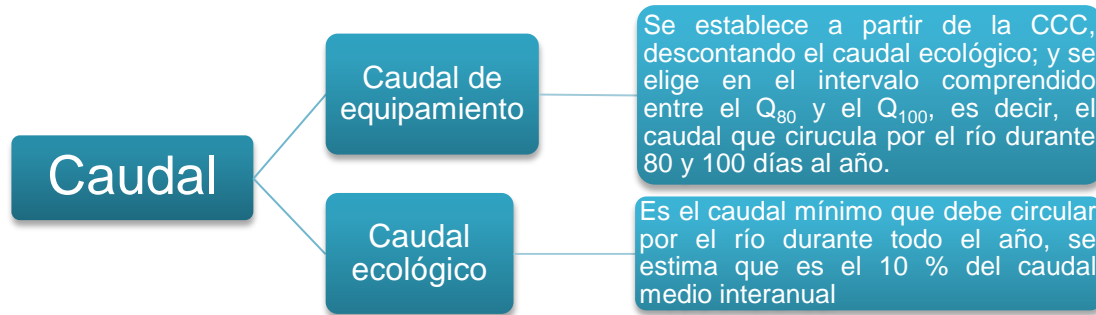 Caudal
Caudal de
equipamiento
Se establece a partir de la CCC,
descontando el caudal ecológico; y se
elige en el intervalo comprendido
entre el Q₈₀ y el Q₁₀₀, es decir, el
caudal que cirucula por el río durante
80 y 100 días al año.
Caudal
ecológico
Es el caudal mínimo que debe circular
por el río durante todo el año, se
estima que es el 10 % del caudal
medio interanual